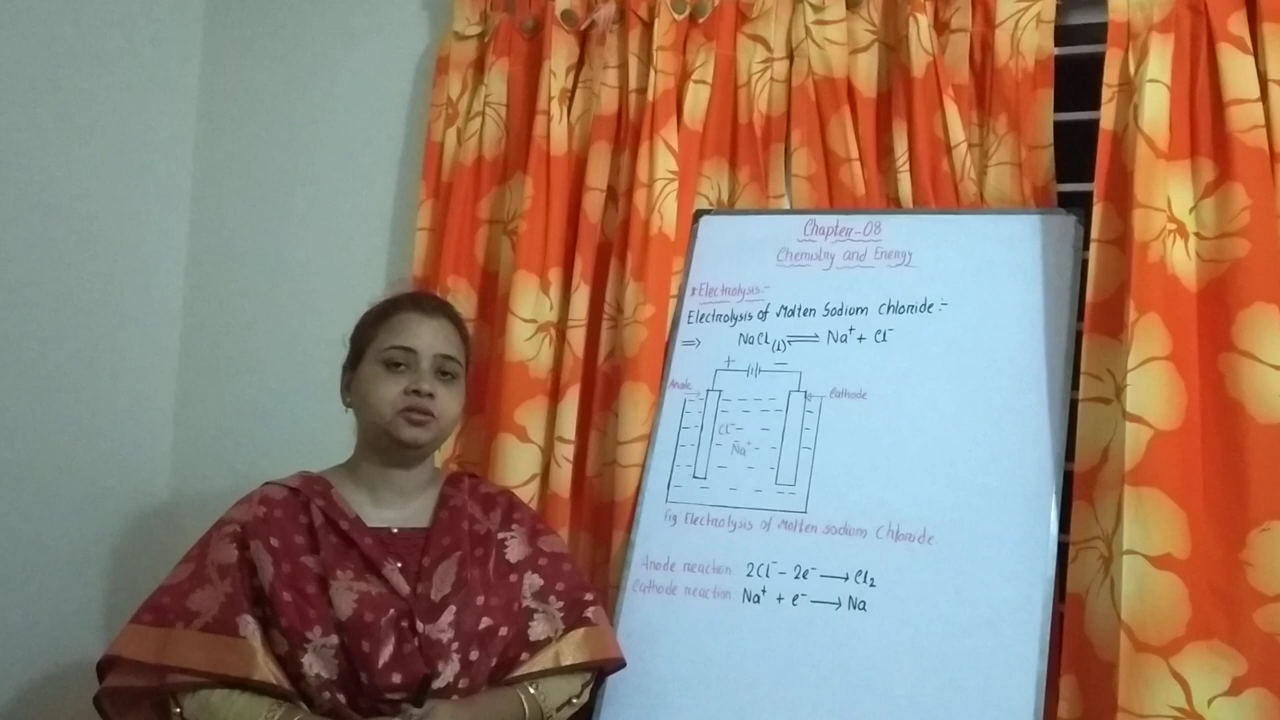 Chapter-08
Chemistry and Energy
* Electrolysis:-
Electrolysis of Molten Sodium Chloride:-
⇒ NaCl(l) ⇌ Na⁺ + Cl⁻
+ −
Anode
Cathode
Cl⁻
Na⁺
Fig: Electrolysis of Molten sodium Chloride
Anode reaction: 2Cl⁻ − 2e⁻ ⟶ Cl₂
Cathode reaction: Na⁺ + e⁻ ⟶ Na